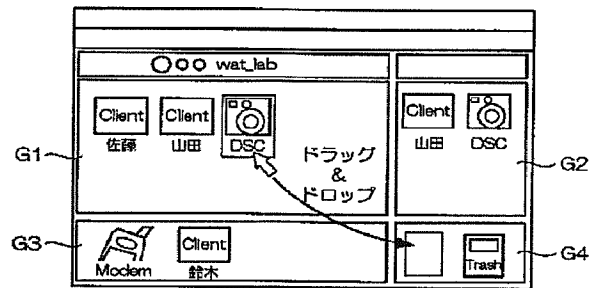 ○○○ wat_lab
Client
佐藤
Client
山田
DSC
ドラッグ
&
ドロップ
Client
山田
DSC
G1
G2
G3
Modem
Client
鈴木
Trash
G4